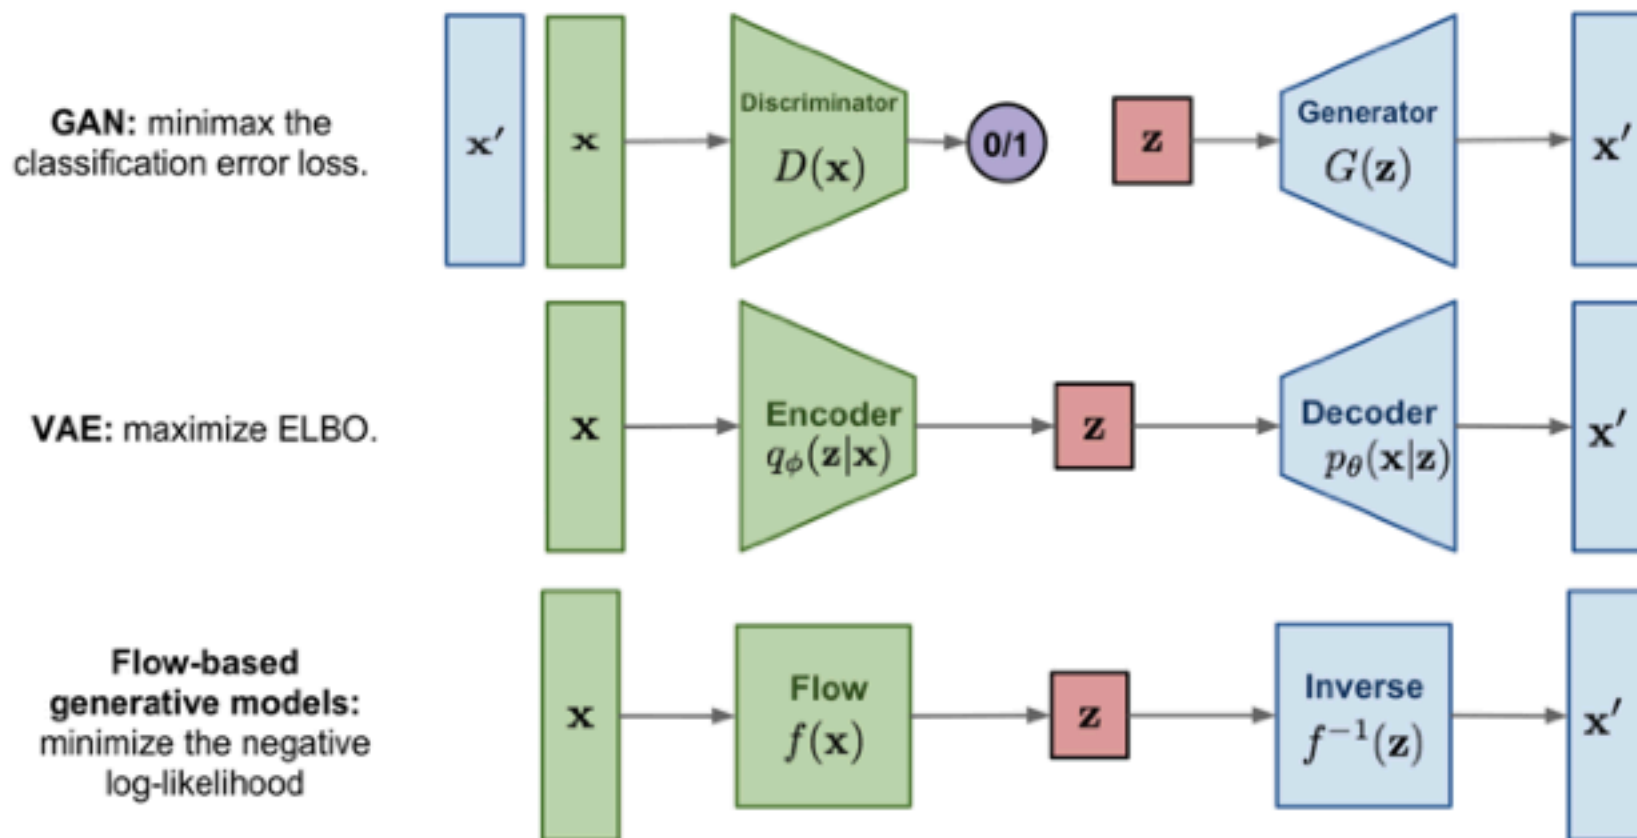 GAN: minimax the
classification error loss.
x′
x
Discriminator
D(x)
0/1
z
Generator
G(z)
x′
VAE: maximize ELBO.
x
Encoder
qϕ(z|x)
z
Decoder
pθ(x|z)
x′
Flow-based
generative models:
minimize the negative
log-likelihood
x
Flow
f(x)
z
Inverse
f⁻¹(z)
x′